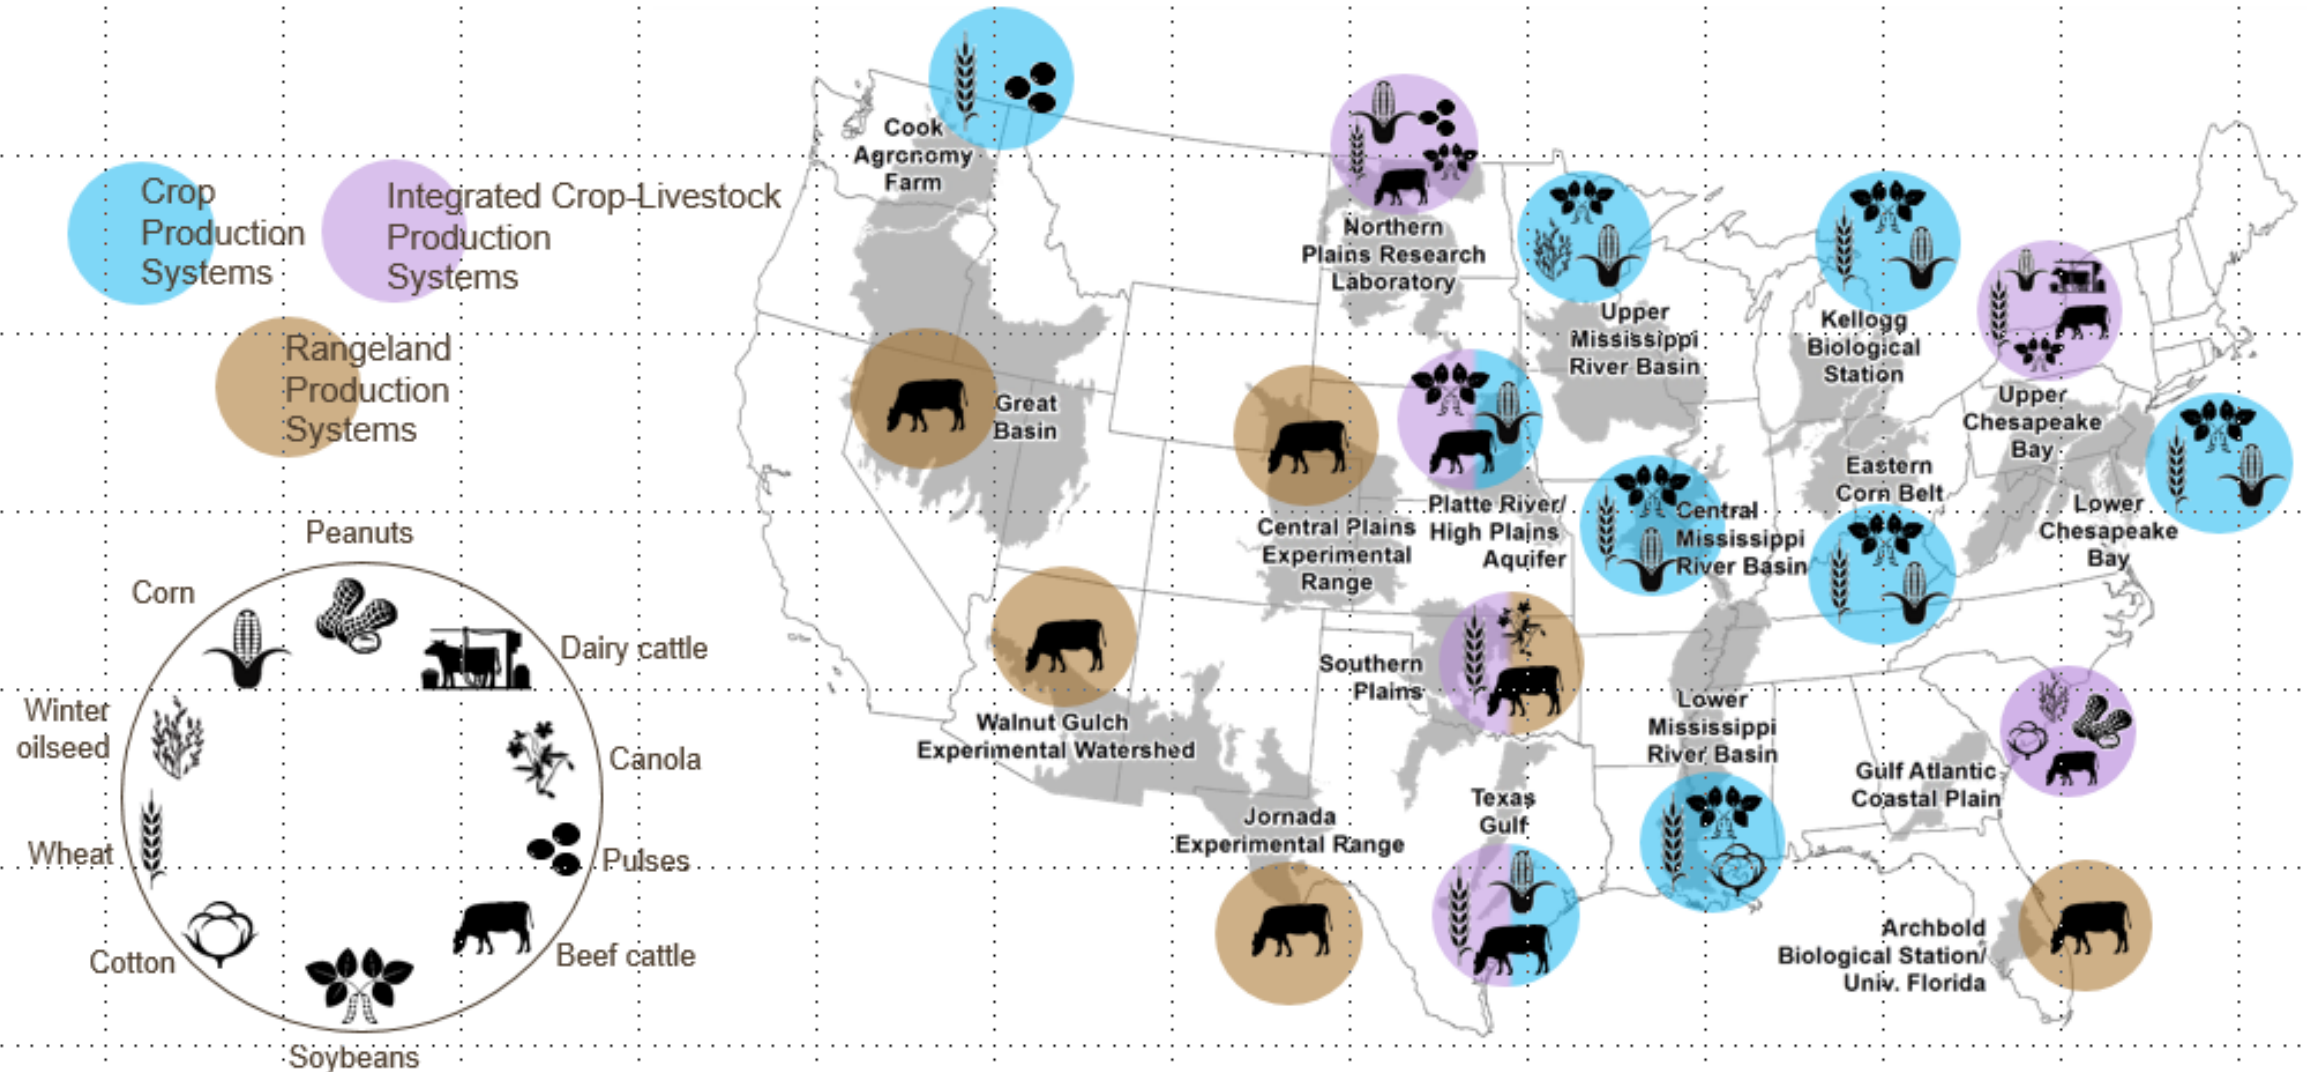 Crop
Production
Systems
Integrated Crop-Livestock
Production
Systems
Rangeland
Production
Systems
Peanuts
Corn
Dairy cattle
Winter
oilseed
Canola
Wheat
Pulses
Cotton
Beef cattle
Soybeans
Cook
Agronomy
Farm
Northern
Plains Research
Laboratory
Upper
Mississippi
River Basin
Kellogg
Biological
Station
Upper
Chesapeake
Bay
Great
Basin
Eastern
Corn Belt
Lower
Chesapeake
Bay
Central Plains
Experimental
Range
Platte River/
High Plains
Aquifer
Central
Mississippi
River Basin
Southern
Plains
Lower
Mississippi
River Basin
Walnut Gulch
Experimental Watershed
Gulf Atlantic
Coastal Plain
Jornada
Experimental Range
Texas
Gulf
Archbold
Biological Station/
Univ. Florida